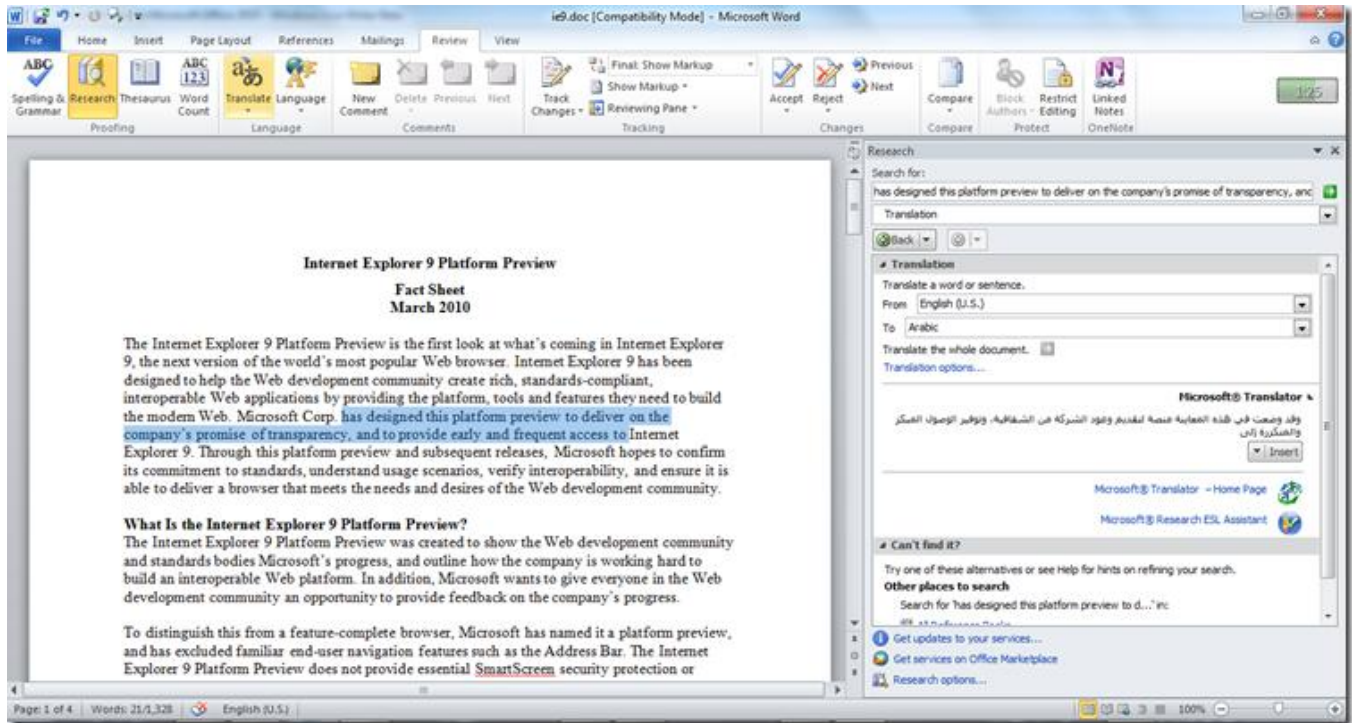 ie9.doc [Compatibility Mode] - Microsoft Word
File Home Insert Page Layout References Mailings Review View
Spelling & Grammar
Research
Thesaurus
Word Count
Translate
Language
New Comment
Delete
Previous
Next
Track Changes
Final: Show Markup
Show Markup
Reviewing Pane
Accept
Reject
Previous
Next
Compare
Block Authors
Restrict Editing
Linked Notes
1:25
Proofing Language Comments Tracking Changes Compare Protect OneNote
Internet Explorer 9 Platform Preview
Fact Sheet
March 2010
The Internet Explorer 9 Platform Preview is the first look at what's coming in Internet Explorer
9, the next version of the world's most popular Web browser. Internet Explorer 9 has been
designed to help the Web development community create rich, standards-compliant,
interoperable Web applications by providing the platform, tools and features they need to build
the modern Web. Microsoft Corp. has designed this platform preview to deliver on the
company's promise of transparency, and to provide early and frequent access to Internet
Explorer 9. Through this platform preview and subsequent releases, Microsoft hopes to confirm
its commitment to standards, understand usage scenarios, verify interoperability, and ensure it is
able to deliver a browser that meets the needs and desires of the Web development community.
What Is the Internet Explorer 9 Platform Preview?
The Internet Explorer 9 Platform Preview was created to show the Web development community
and standards bodies Microsoft's progress, and outline how the company is working hard to
build an interoperable Web platform. In addition, Microsoft wants to give everyone in the Web
development community an opportunity to provide feedback on the company's progress.
To distinguish this from a feature-complete browser, Microsoft has named it a platform preview,
and has excluded familiar end-user navigation features such as the Address Bar. The Internet
Explorer 9 Platform Preview does not provide essential SmartScreen security protection or
Research
Search for:
has designed this platform preview to deliver on the company's promise of transparency, and
Translation
Back
Translation
Translate a word or sentence.
From English (U.S.)
To Arabic
Translate the whole document.
Translation options...
Microsoft® Translator
وقد وضعت في هذه المعاينة منصة لتقديم وعود الشركة من الشفافية، وتوفير الوصول المبكر
والمتكررة إلى
Insert
Microsoft® Translator - Home Page
Microsoft® Research ESL Assistant
Can't find it?
Try one of these alternatives or see Help for hints on refining your search.
Other places to search
Search for 'has designed this platform preview to d...' in:
Get updates to your services...
Get services on Office Marketplace
Research options...
Page: 1 of 4 Words: 21/1,328 English (U.S.) 100%